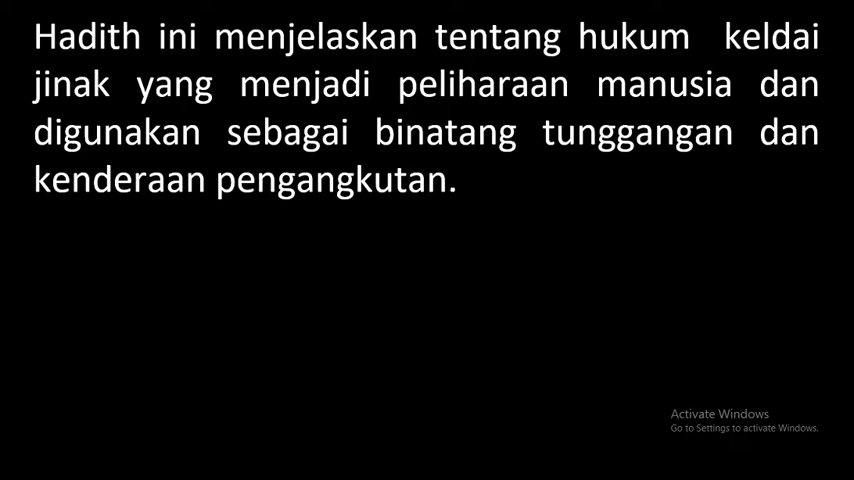 Hadith ini menjelaskan tentang hukum keldai
jinak yang menjadi peliharaan manusia dan
digunakan sebagai binatang tunggangan dan
kenderaan pengangkutan.
Activate Windows
Go to Settings to activate Windows.